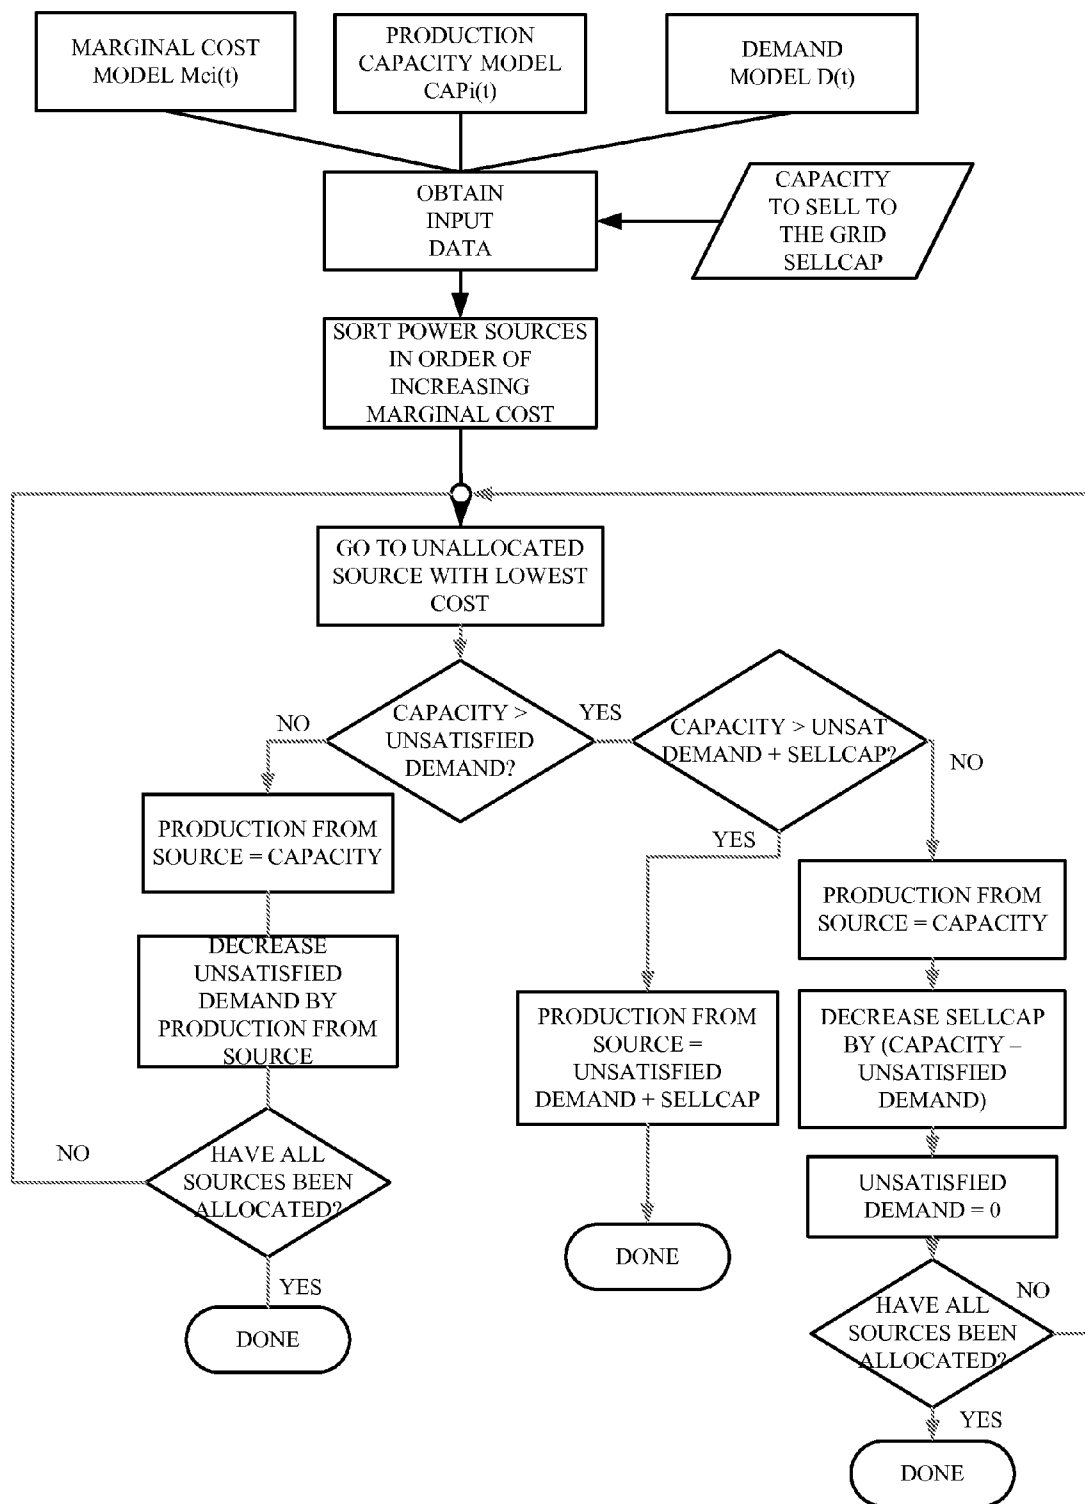 MARGINAL COST
MODEL Mci(t)
PRODUCTION
CAPACITY MODEL
CAPi(t)
DEMAND
MODEL D(t)
OBTAIN
INPUT
DATA
CAPACITY
TO SELL TO
THE GRID
SELLCAP
SORT POWER SOURCES
IN ORDER OF
INCREASING
MARGINAL COST
GO TO UNALLOCATED
SOURCE WITH LOWEST
COST
CAPACITY >
UNSATISFIED
DEMAND?
NO
YES
CAPACITY > UNSAT
DEMAND + SELLCAP?
NO
YES
PRODUCTION FROM
SOURCE = CAPACITY
DECREASE
UNSATISFIED
DEMAND BY
PRODUCTION FROM
SOURCE
HAVE ALL
SOURCES BEEN
ALLOCATED?
NO
YES
DONE
PRODUCTION FROM
SOURCE =
UNSATISFIED
DEMAND + SELLCAP
DONE
PRODUCTION FROM
SOURCE = CAPACITY
DECREASE SELLCAP
BY (CAPACITY –
UNSATISFIED
DEMAND)
UNSATISFIED
DEMAND = 0
HAVE ALL
SOURCES BEEN
ALLOCATED?
NO
YES
DONE